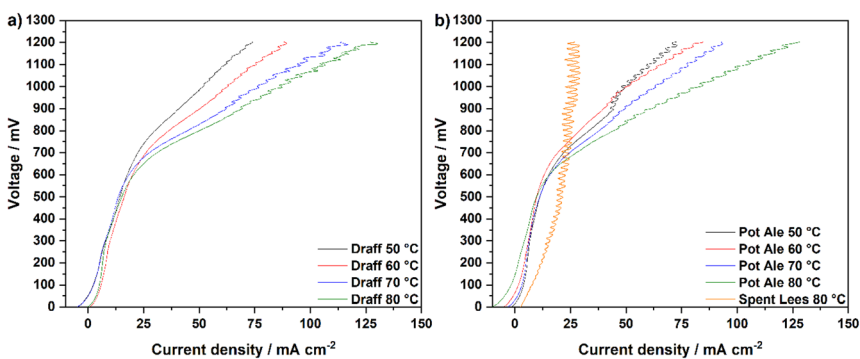 a)
1300
1200
1100
1000
900
800
700
600
500
400
300
200
100
0
Voltage / mV
Draff 50 °C
Draff 60 °C
Draff 70 °C
Draff 80 °C
0 25 50 75 100 125 150
Current density / mA cm⁻²
b)
1300
1200
1100
1000
900
800
700
600
500
400
300
200
100
0
Voltage / mV
Pot Ale 50 °C
Pot Ale 60 °C
Pot Ale 70 °C
Pot Ale 80 °C
Spent Lees 80 °C
0 25 50 75 100 125 150
Current density / mA cm⁻²